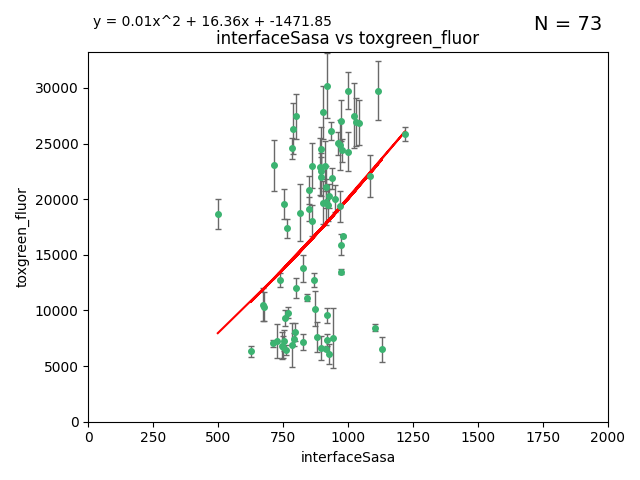 y = 0.01x^2 + 16.36x + -1471.85
N = 73
interfaceSasa vs toxgreen_fluor
toxgreen_fluor
30000
25000
20000
15000
10000
5000
0
0 250 500 750 1000 1250 1500 1750 2000
interfaceSasa